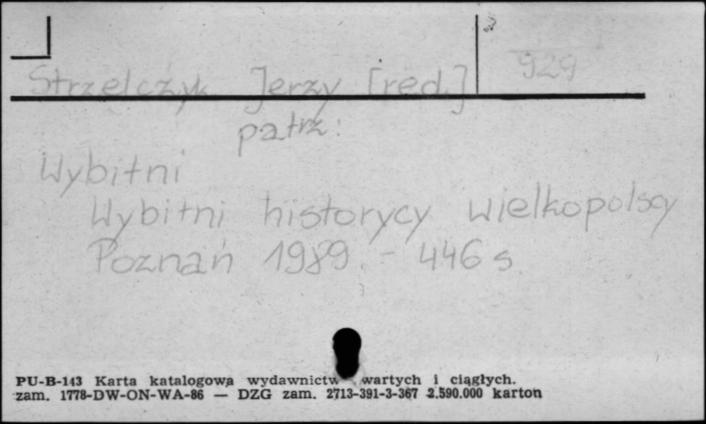 929
Strzelczyk Jerzy [red.]
patrz:
Wybitni
Wybitni historycy wielkopolscy
Poznań 1989. - 446 s.
PU-B-143 Karta katalogowa wydawnictw zwartych i ciągłych.
zam. 1778-DW-ON-WA-86 — DZG zam. 2713-391-3-367 2.590.000 karton